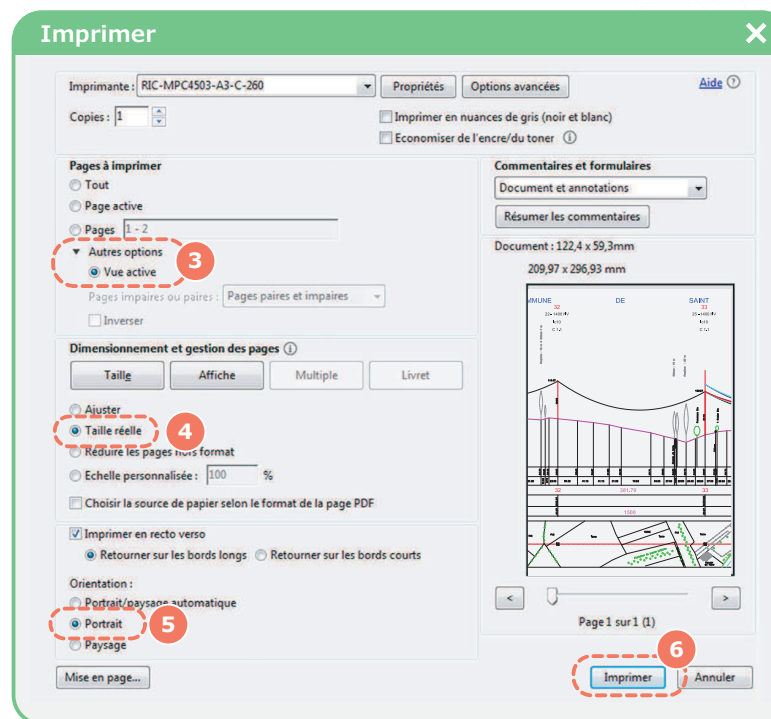 Imprimer
Imprimante : RIC-MPC4503-A3-C-260 Propriétés Options avancées Aide
Copies : 1 Imprimer en nuances de gris (noir et blanc)
Economiser de l'encre/du toner
Pages à imprimer
Tout
Page active
Pages 1 - 2
Autres options
3
Vue active
Pages impaires ou paires : Pages paires et impaires
Inverser
Dimensionnement et gestion des pages
Taille Affiche Multiple Livret
Ajuster
Taille réelle
4
Réduire les pages hors format
Echelle personnalisée : 100 %
Choisir la source de papier selon le format de la page PDF
Imprimer en recto verso
Retourner sur les bords longs Retourner sur les bords courts
Orientation :
Portrait/paysage automatique
Portrait
5
Paysage
Commentaires et formulaires
Document et annotations
Résumer les commentaires
Document : 122,4 x 59,3mm
209,97 x 296,93 mm
MMUNE DE SAINT
32 33
32 361,79 33
1500
< >
Page 1 sur 1 (1)
6
Mise en page... Imprimer Annuler